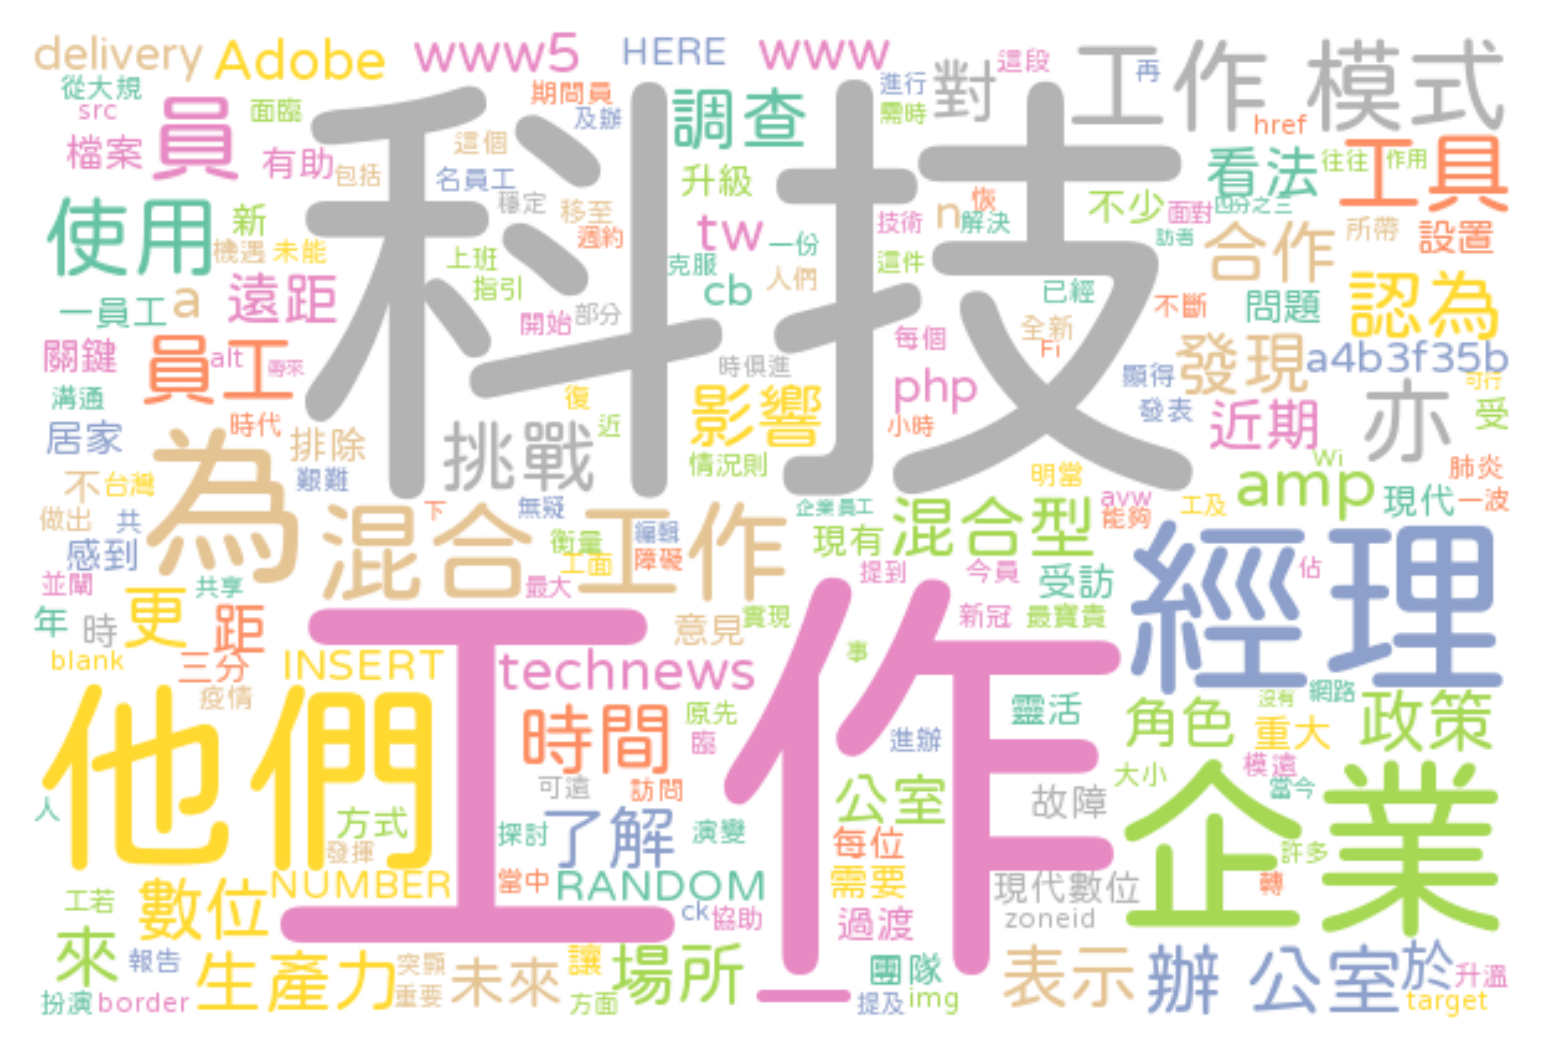 delivery Adobe www5 HERE www 對 這段 工作 再 模式
從大規 src 員 面臨 期間員 及辦 調查 進行 需時 href
檔案 有助 包括 這個 名員工 科技 升級 看法 往往 作用 工具
使用 新 穩定 移至 週約 tw 一份 技術 n 恢 解決 不少 面對 四分之三 訪者 合作 所帶 設置
機遇 未能 上班 克服 人們 這件
一員工 a 遠距 指引 cb 已經 不斷 問題 認為
關鍵 員工 alt 帶來 開始 部分 時俱進 每個 全新 Fi 顯得 發現 a4b3f35b
溝通 復 影響 php 發表 近期 亦 可行 受
居家 時代 排除 挑戰 近 小時
不 台灣 為 艱難 情況則 明當 amp Wi 肺炎
做出 共 下 無疑 企業員工 avw 能夠 工及 現代 一波
感到 混合 工作 衡量 編輯 現有 混合型 經理
並闡 共享 工面 障礙 最大 提到 今員 受訪 佔
年 時 更 距 意見 實現 新冠 最寶貴
blank 三分 INSERT technews 事
疫情 原先 靈活 沒有 網路
他們 工作 時間 臨 進辦 角色 重大 政策
可遠 訪問 大小 模遠 當今
人 方式 探討 了解 演變 公室 故障 企業
發揮 每位 許多
NUMBER 當中 RANDOM 需要 現代數位 轉
工若 數位 ck 協助 過渡 zoneid
來 報告 生產力 突顯 未來 讓 場所 團隊 表示 辦 公室 於 升溫
扮演 border 重要 方面 一 提及 img target